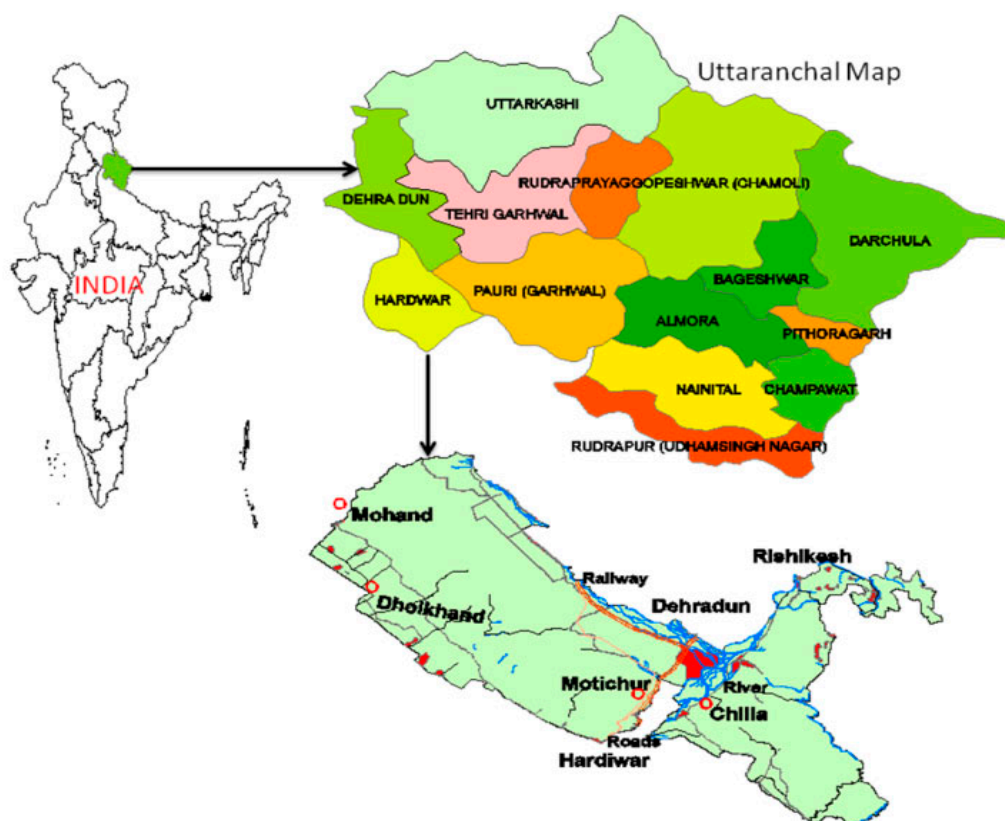 Uttaranchal Map
UTTARKASHI
DEHRA DUN
TEHRI GARHWAL
RUDRAPRAYAGGOPESHWAR (CHAMOLI)
DARCHULA
INDIA
HARDWAR
PAURI (GARHWAL)
BAGESHWAR
ALMORA
PITHORAGARH
NAINITAL
CHAMPAWAT
RUDRAPUR (UDHAMSINGH NAGAR)
Mohand
Rishikesh
Railway
Dholkhand
Dehradun
Motichur
River
Chilla
Roads
Hardiwar